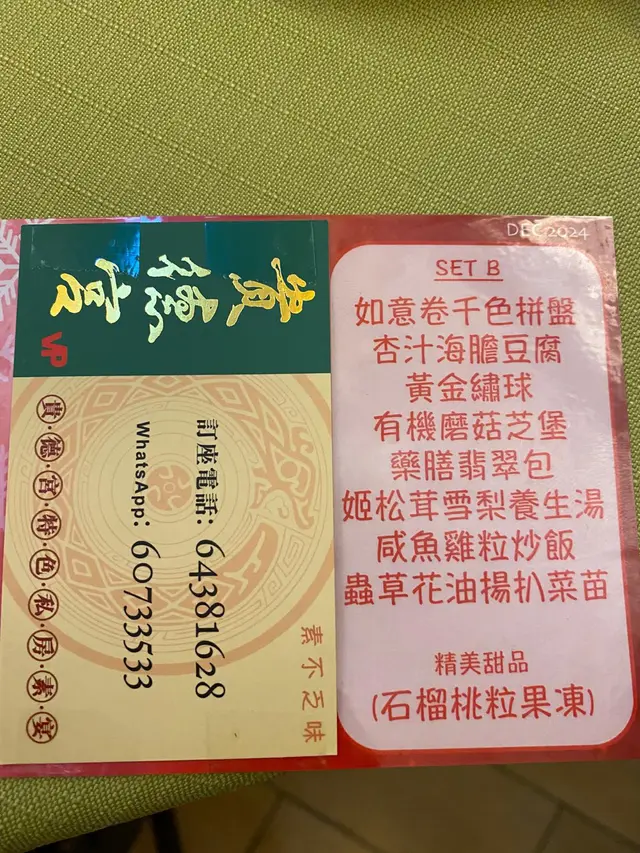 貴德宮
VP
訂座電話: 64381628
WhatsApp: 60733533
貴·德·宮·特·色·私·房·素·宴
素不乏味
DEC 2024
SET B
如意卷千色拼盤
杏汁海膽豆腐
黃金繡球
有機磨菇芝堡
藥膳翡翠包
姬松茸雪梨養生湯
咸魚雞粒炒飯
蟲草花油揚扒菜苗
精美甜品
(石榴桃粒果凍)